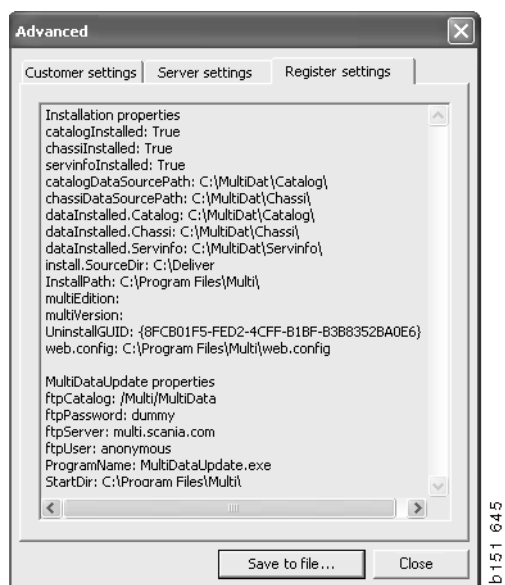 Advanced
Customer settings Server settings Register settings
Installation properties
catalogInstalled: True
chassiInstalled: True
servinfoInstalled: True
catalogDataSourcePath: C:\MultiDat\Catalog\
chassiDataSourcePath: C:\MultiDat\Chassi\
dataInstalled.Catalog: C:\MultiDat\Catalog\
dataInstalled.Chassi: C:\MultiDat\Chassi\
dataInstalled.Servinfo: C:\MultiDat\Servinfo\
install.SourceDir: C:\Deliver
InstallPath: C:\Program Files\Multi\
multiEdition:
multiVersion:
UninstallGUID: {8FCB01F5-FED2-4CFF-B1BF-B3B8352BA0E6}
web.config: C:\Program Files\Multi\web.config
MultiDataUpdate properties
ftpCatalog: /Multi/MultiData
ftpPassword: dummy
ftpServer: multi.scania.com
ftpUser: anonymous
ProgramName: MultiDataUpdate.exe
StartDir: C:\Program Files\Multi\
Save to file... Close
b151 645